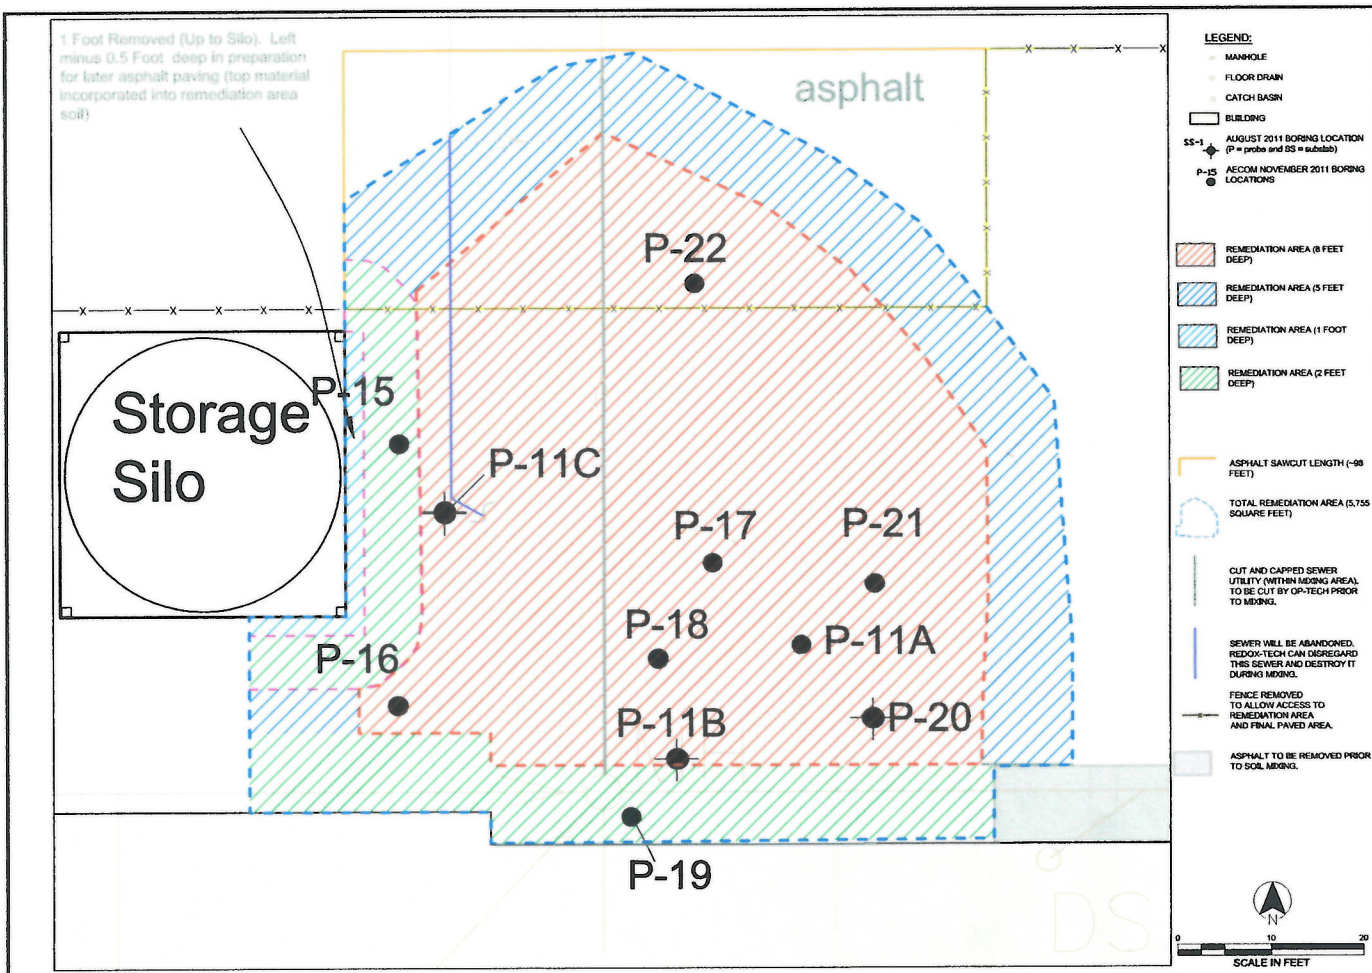 1 Foot Removed (Up to Silo). Left
minus 0.5 Foot deep in preparation
for later asphalt paving (top material
incorporated into remediation area
soil)
asphalt
P-22
Storage
Silo
P-15
P-11C
P-17
P-21
P-18
P-11A
P-16
P-11B
P-20
P-19
DS
LEGEND:
MANHOLE
FLOOR DRAIN
CATCH BASIN
BUILDING
SS-1
AUGUST 2011 BORING LOCATION
(P = probe and SS = subslab)
P-15
AECOM NOVEMBER 2011 BORING
LOCATIONS
REMEDIATION AREA (8 FEET
DEEP)
REMEDIATION AREA (5 FEET
DEEP)
REMEDIATION AREA (1 FOOT
DEEP)
REMEDIATION AREA (2 FEET
DEEP)
ASPHALT SAWCUT LENGTH (~98
FEET)
TOTAL REMEDIATION AREA (5,755
SQUARE FEET)
CUT AND CAPPED SEWER
UTILITY (WITHIN MIXING AREA).
TO BE CUT BY OP-TECH PRIOR
TO MIXING.
SEWER WILL BE ABANDONED.
REDOX-TECH CAN DISREGARD
THIS SEWER AND DESTROY IT
DURING MIXING.
FENCE REMOVED
TO ALLOW ACCESS TO
REMEDIATION AREA
AND FINAL PAVED AREA.
ASPHALT TO BE REMOVED PRIOR
TO SOIL MIXING.
N
0 10 20
SCALE IN FEET